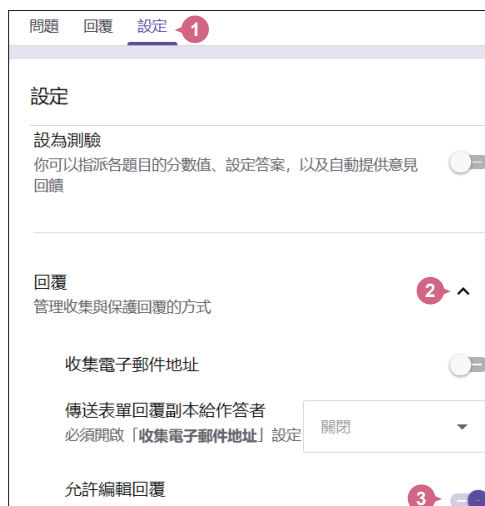 問題 回覆 設定 1
設定
設為測驗
你可以指派各題目的分數值、設定答案，以及自動提供意見
回饋
回覆 2
管理收集與保護回覆的方式
收集電子郵件地址
傳送表單回覆副本給作答者
必須開啟「收集電子郵件地址」設定 關閉
允許編輯回覆 3